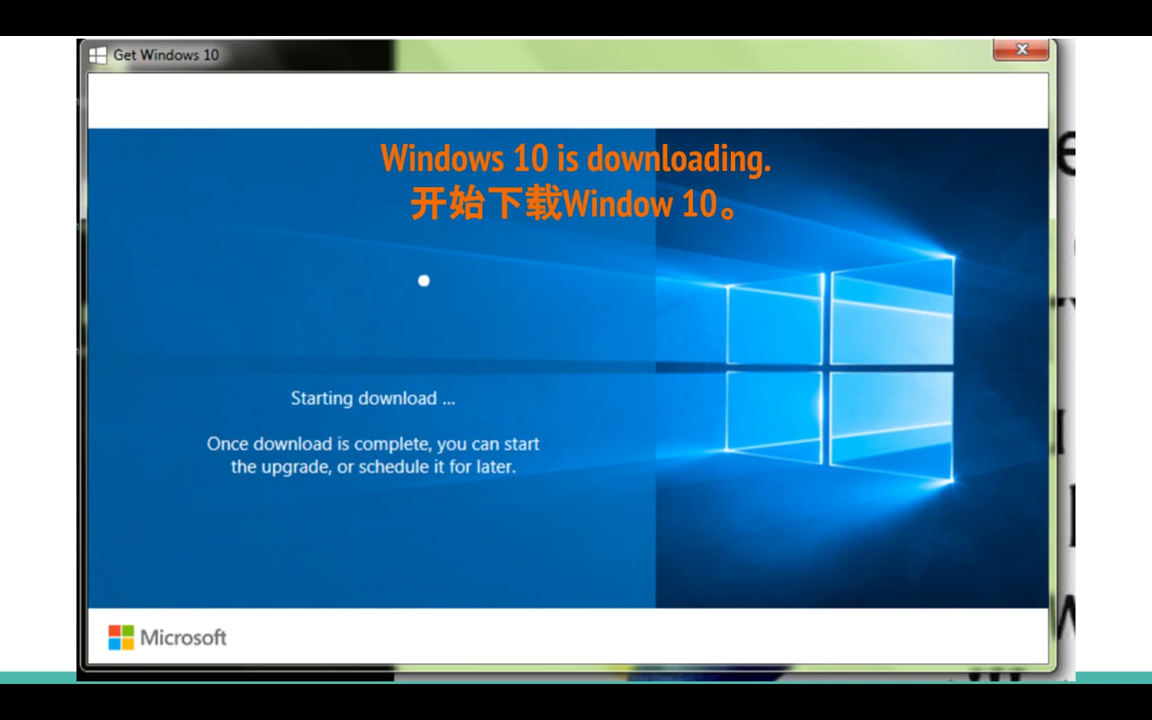 Get Windows 10
Windows 10 is downloading.
开始下载Window 10。
Starting download ...
Once download is complete, you can start
the upgrade, or schedule it for later.
Microsoft